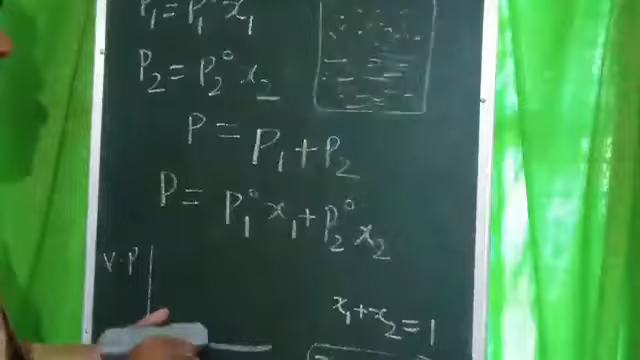 P₁ = P₁° x₁
P₂ = P₂° x₂
P = P₁ + P₂
P = P₁° x₁ + P₂° x₂
V.P
x₁ + x₂ = 1